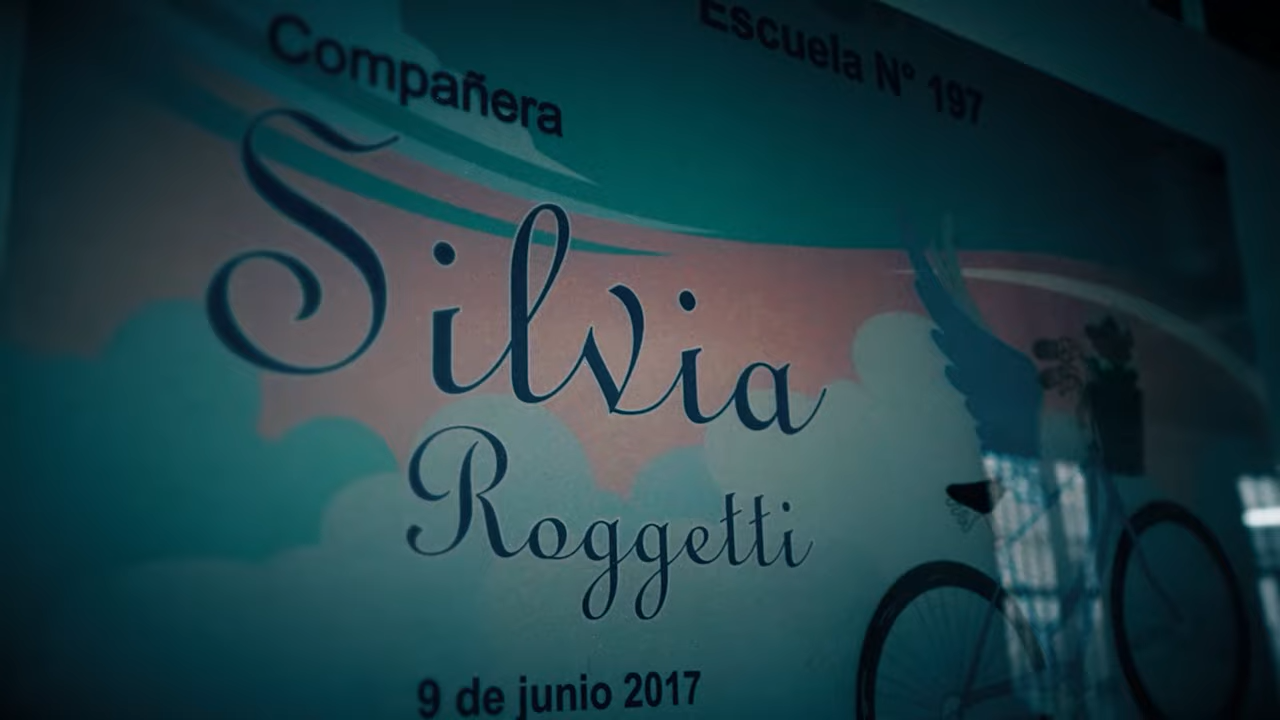 Compañera
Escuela N° 197
Silvia
Roggetti
9 de junio 2017